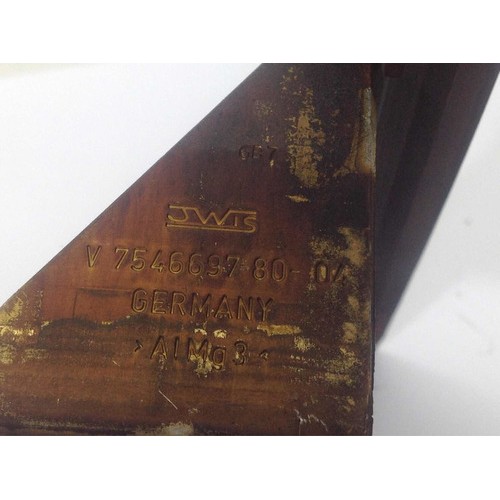 JWIS
V 7546697-80-04
GERMANY
>AlMg3<